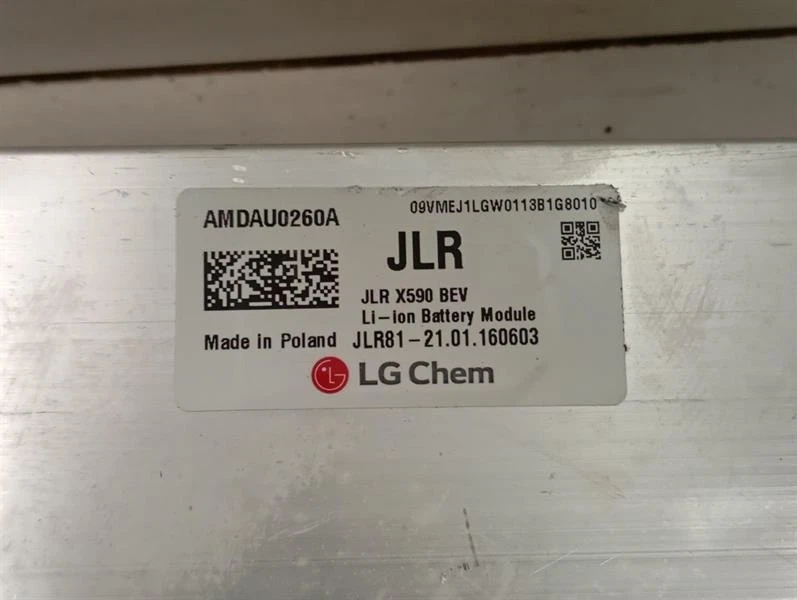 AMDAU0260A
09VMEJ1LGW0113B1G8010
JLR
JLR X590 BEV
Li-ion Battery Module
Made in Poland JLR81-21.01.160603
LG Chem